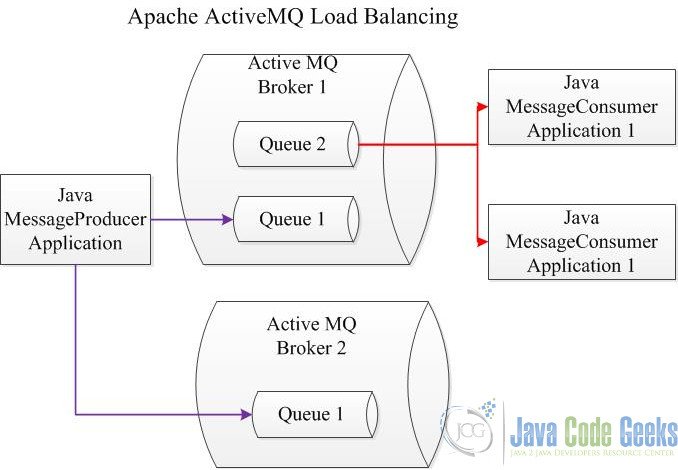 Apache ActiveMQ Load Balancing
Active MQ
Broker 1
Queue 2
Queue 1
Java
MessageProducer
Application
Java
MessageConsumer
Application 1
Java
MessageConsumer
Application 1
Active MQ
Broker 2
Queue 1
JCG
Java Code Geeks
JAVA 2 JAVA DEVELOPERS RESOURCE CENTER